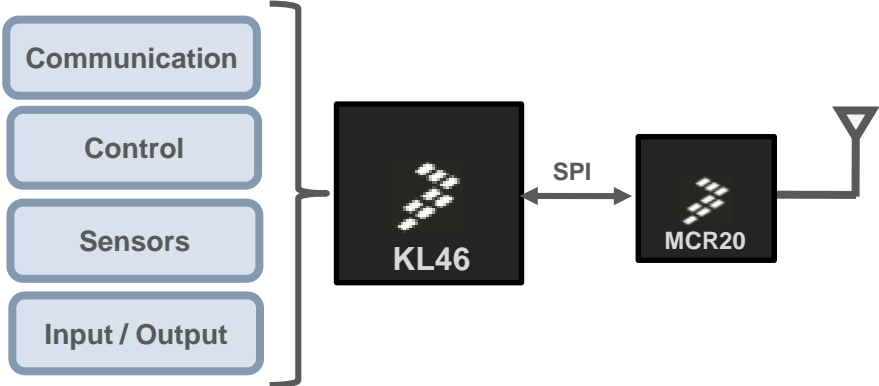 Communication
Control
Sensors
Input / Output
KL46
SPI
MCR20